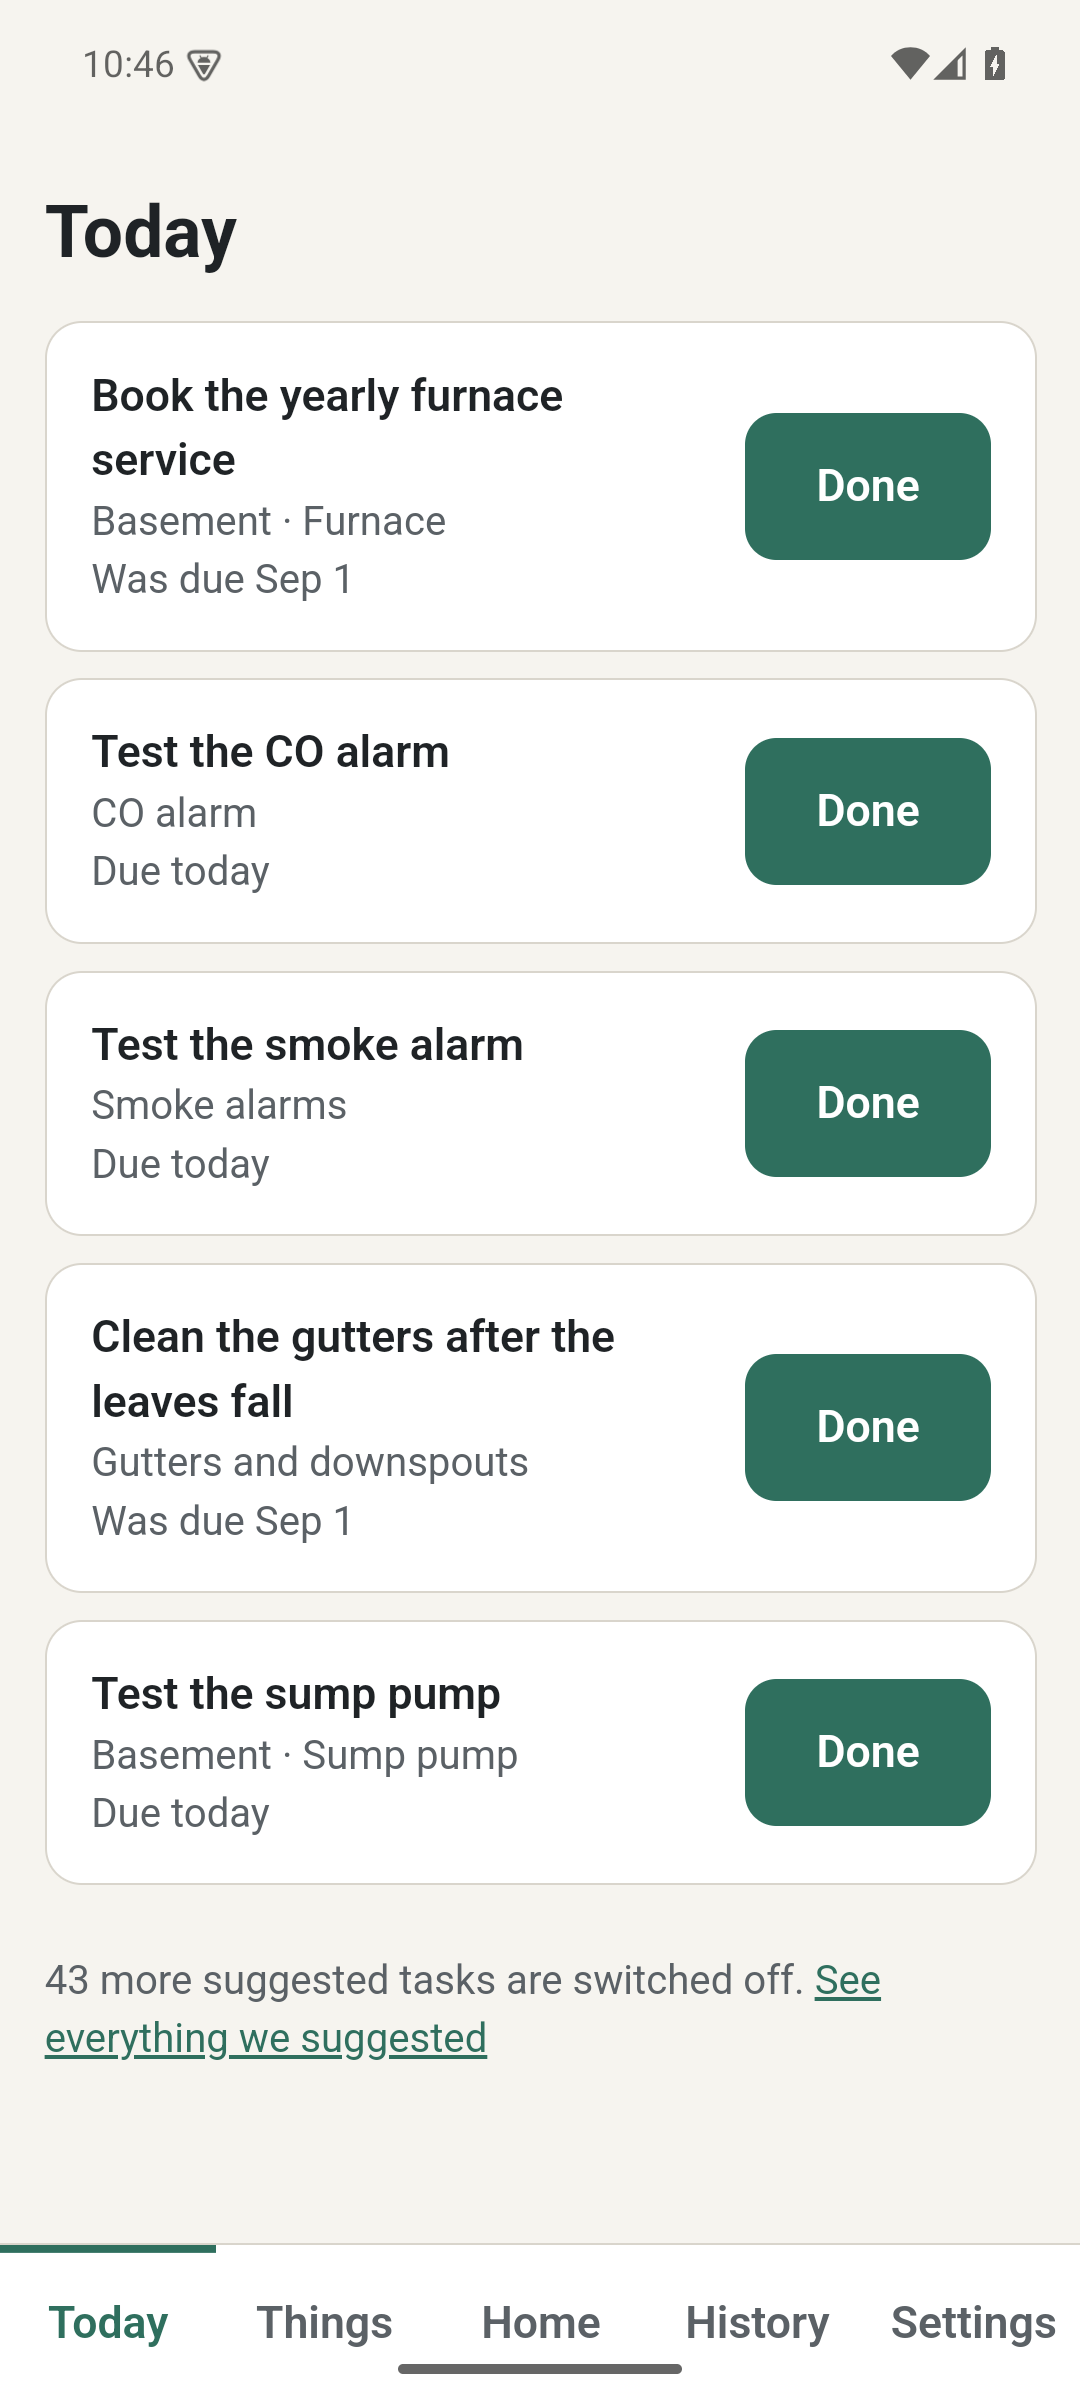 10:46
Today
Book the yearly furnace
service
Basement · Furnace
Was due Sep 1
Done
Test the CO alarm
CO alarm
Due today
Done
Test the smoke alarm
Smoke alarms
Due today
Done
Clean the gutters after the
leaves fall
Gutters and downspouts
Was due Sep 1
Done
Test the sump pump
Basement · Sump pump
Due today
Done
43 more suggested tasks are switched off. See
everything we suggested
Today Things Home History Settings